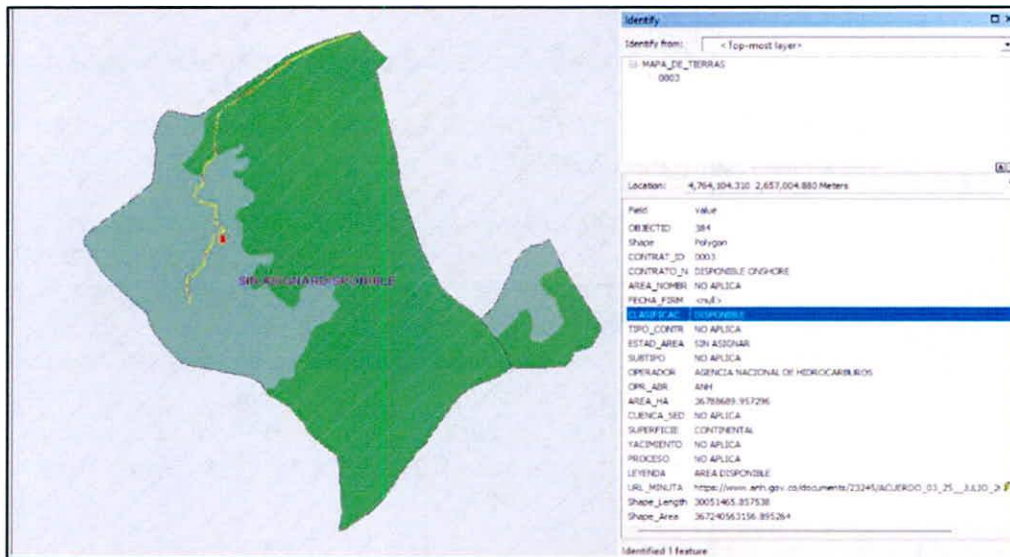 SIN ASIGNARDISPONIBLE
Identify
Identify from: <Top-most layer>
MAPA_DE_TIERRAS
0003
Location: 4,764,104.310 2,657,004.880 Meters
Field Value
OBJECTID 384
Shape Polygon
CONTRAT_ID 0003
CONTRATO_N DISPONIBLE ONSHORE
AREA_NOMBR NO APLICA
FECHA_FIRM <null>
CLASIFICAC DISPONIBLE
TIPO_CONTR NO APLICA
ESTAD_AREA SIN ASIGNAR
SUBTIPO NO APLICA
OPERADOR AGENCIA NACIONAL DE HIDROCARBUROS
OPR_ABR ANH
AREA_HA 36788689.957296
CUENCA_SED NO APLICA
SUPERFICIE CONTINENTAL
YACIMIENTO NO APLICA
PROCESO NO APLICA
LEYENDA AREA DISPONIBLE
URL_MINUTA https://www.anh.gov.co/documents/23245/ACUERDO_03_25__JULIO_2
Shape_Length 30051465.857538
Shape_Area 367240563156.895264
Identified 1 feature